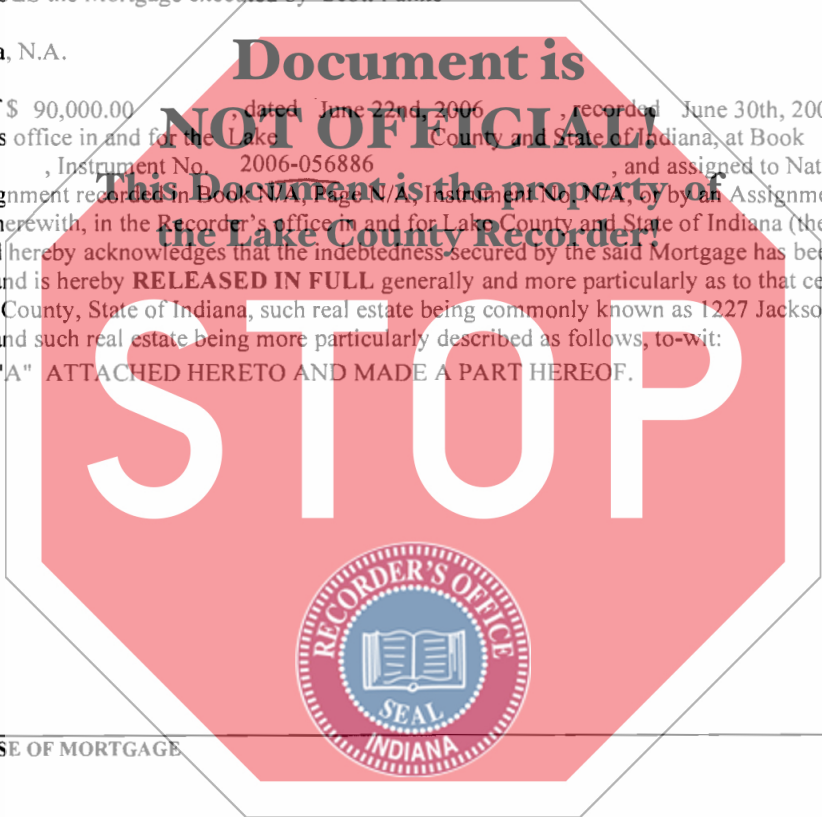 a, N.A.
Document is
NOT OFFICIAL!
This Document is the property of
the Lake County Recorder!
$ 90,000.00 , dated June 22nd, 2006 , recorded June 30th, 200
s office in and for the Lake County and State of Indiana, at Book
, Instrument No. 2006-056886 , and assigned to Nat
gnment recorded in Book N/A, Page N/A, Instrument No. N/A, or by an Assignme
herewith, in the Recorder's office in and for Lake County and State of Indiana (the
hereby acknowledges that the indebtedness secured by the said Mortgage has bee
nd is hereby RELEASED IN FULL generally and more particularly as to that ce
County, State of Indiana, such real estate being commonly known as 1227 Jackso
nd such real estate being more particularly described as follows, to-wit:
"A" ATTACHED HERETO AND MADE A PART HEREOF.
STOP
RECORDER'S OFFICE
SEAL
INDIANA
SE OF MORTGAGE